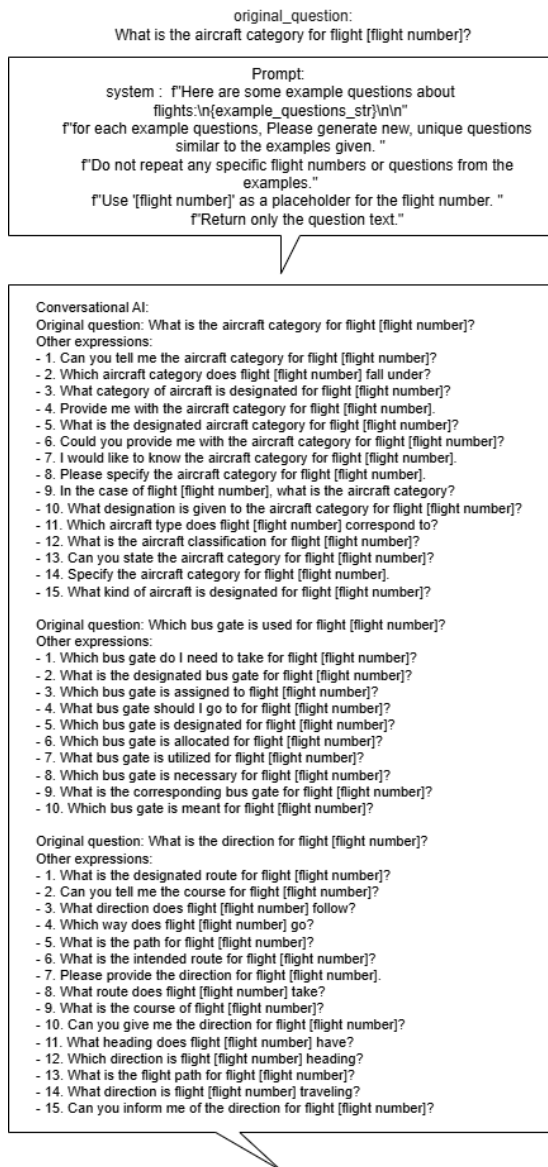 original_question:
What is the aircraft category for flight [flight number]?
Prompt:
system : f"Here are some example questions about
flights:\n{example_questions_str}\n\n"
f"for each example questions, Please generate new, unique questions
similar to the examples given. "
f"Do not repeat any specific flight numbers or questions from the
examples."
f"Use '[flight number]' as a placeholder for the flight number. "
f"Return only the question text."
Conversational AI:
Original question: What is the aircraft category for flight [flight number]?
Other expressions:
- 1. Can you tell me the aircraft category for flight [flight number]?
- 2. Which aircraft category does flight [flight number] fall under?
- 3. What category of aircraft is designated for flight [flight number]?
- 4. Provide me with the aircraft category for flight [flight number].
- 5. What is the designated aircraft category for flight [flight number]?
- 6. Could you provide me with the aircraft category for flight [flight number]?
- 7. I would like to know the aircraft category for flight [flight number].
- 8. Please specify the aircraft category for flight [flight number].
- 9. In the case of flight [flight number], what is the aircraft category?
- 10. What designation is given to the aircraft category for flight [flight number]?
- 11. Which aircraft type does flight [flight number] correspond to?
- 12. What is the aircraft classification for flight [flight number]?
- 13. Can you state the aircraft category for flight [flight number]?
- 14. Specify the aircraft category for flight [flight number].
- 15. What kind of aircraft is designated for flight [flight number]?
Original question: Which bus gate is used for flight [flight number]?
Other expressions:
- 1. Which bus gate do I need to take for flight [flight number]?
- 2. What is the designated bus gate for flight [flight number]?
- 3. Which bus gate is assigned to flight [flight number]?
- 4. What bus gate should I go to for flight [flight number]?
- 5. Which bus gate is designated for flight [flight number]?
- 6. Which bus gate is allocated for flight [flight number]?
- 7. What bus gate is utilized for flight [flight number]?
- 8. Which bus gate is necessary for flight [flight number]?
- 9. What is the corresponding bus gate for flight [flight number]?
- 10. Which bus gate is meant for flight [flight number]?
Original question: What is the direction for flight [flight number]?
Other expressions:
- 1. What is the designated route for flight [flight number]?
- 2. Can you tell me the course for flight [flight number]?
- 3. What direction does flight [flight number] follow?
- 4. Which way does flight [flight number] go?
- 5. What is the path for flight [flight number]?
- 6. What is the intended route for flight [flight number]?
- 7. Please provide the direction for flight [flight number].
- 8. What route does flight [flight number] take?
- 9. What is the course of flight [flight number]?
- 10. Can you give me the direction for flight [flight number]?
- 11. What heading does flight [flight number] have?
- 12. Which direction is flight [flight number] heading?
- 13. What is the flight path for flight [flight number]?
- 14. What direction is flight [flight number] traveling?
- 15. Can you inform me of the direction for flight [flight number]?